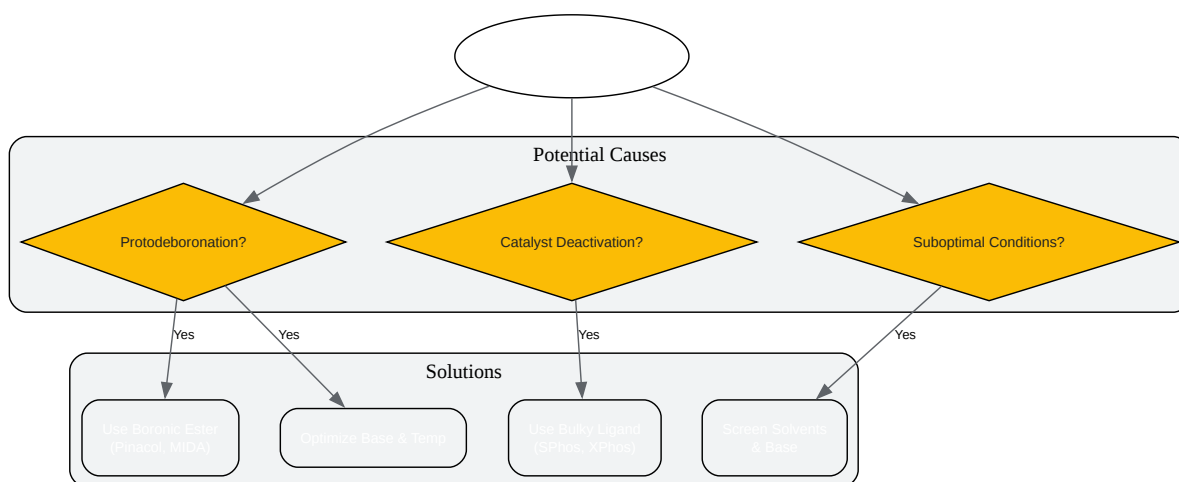 Potential Causes
Protodeboronation?
Catalyst Deactivation?
Suboptimal Conditions?
Yes
Yes
Yes
Yes
Solutions
Use Boronic Ester
(Pinacol, MIDA)
Optimize Base & Temp
Use Bulky Ligand
(SPhos, XPhos)
Screen Solvents
& Base